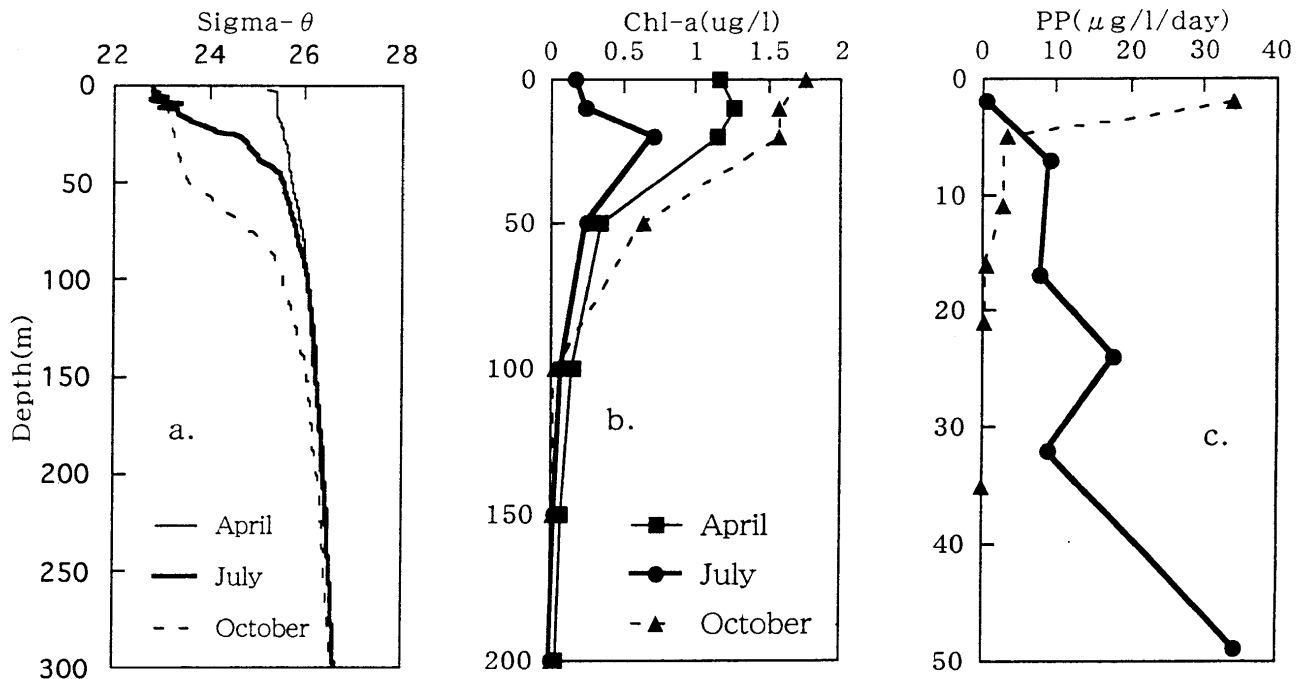 Sigma-θ
22 24 26 28
0
50
100
150
200
250
300
Depth(m)
a.
April
July
October
Chl-a(ug/l)
0 0.5 1 1.5 2
0
50
100
150
200
b.
April
July
October
PP(μg/l/day)
0 10 20 30 40
0
10
20
30
40
50
c.